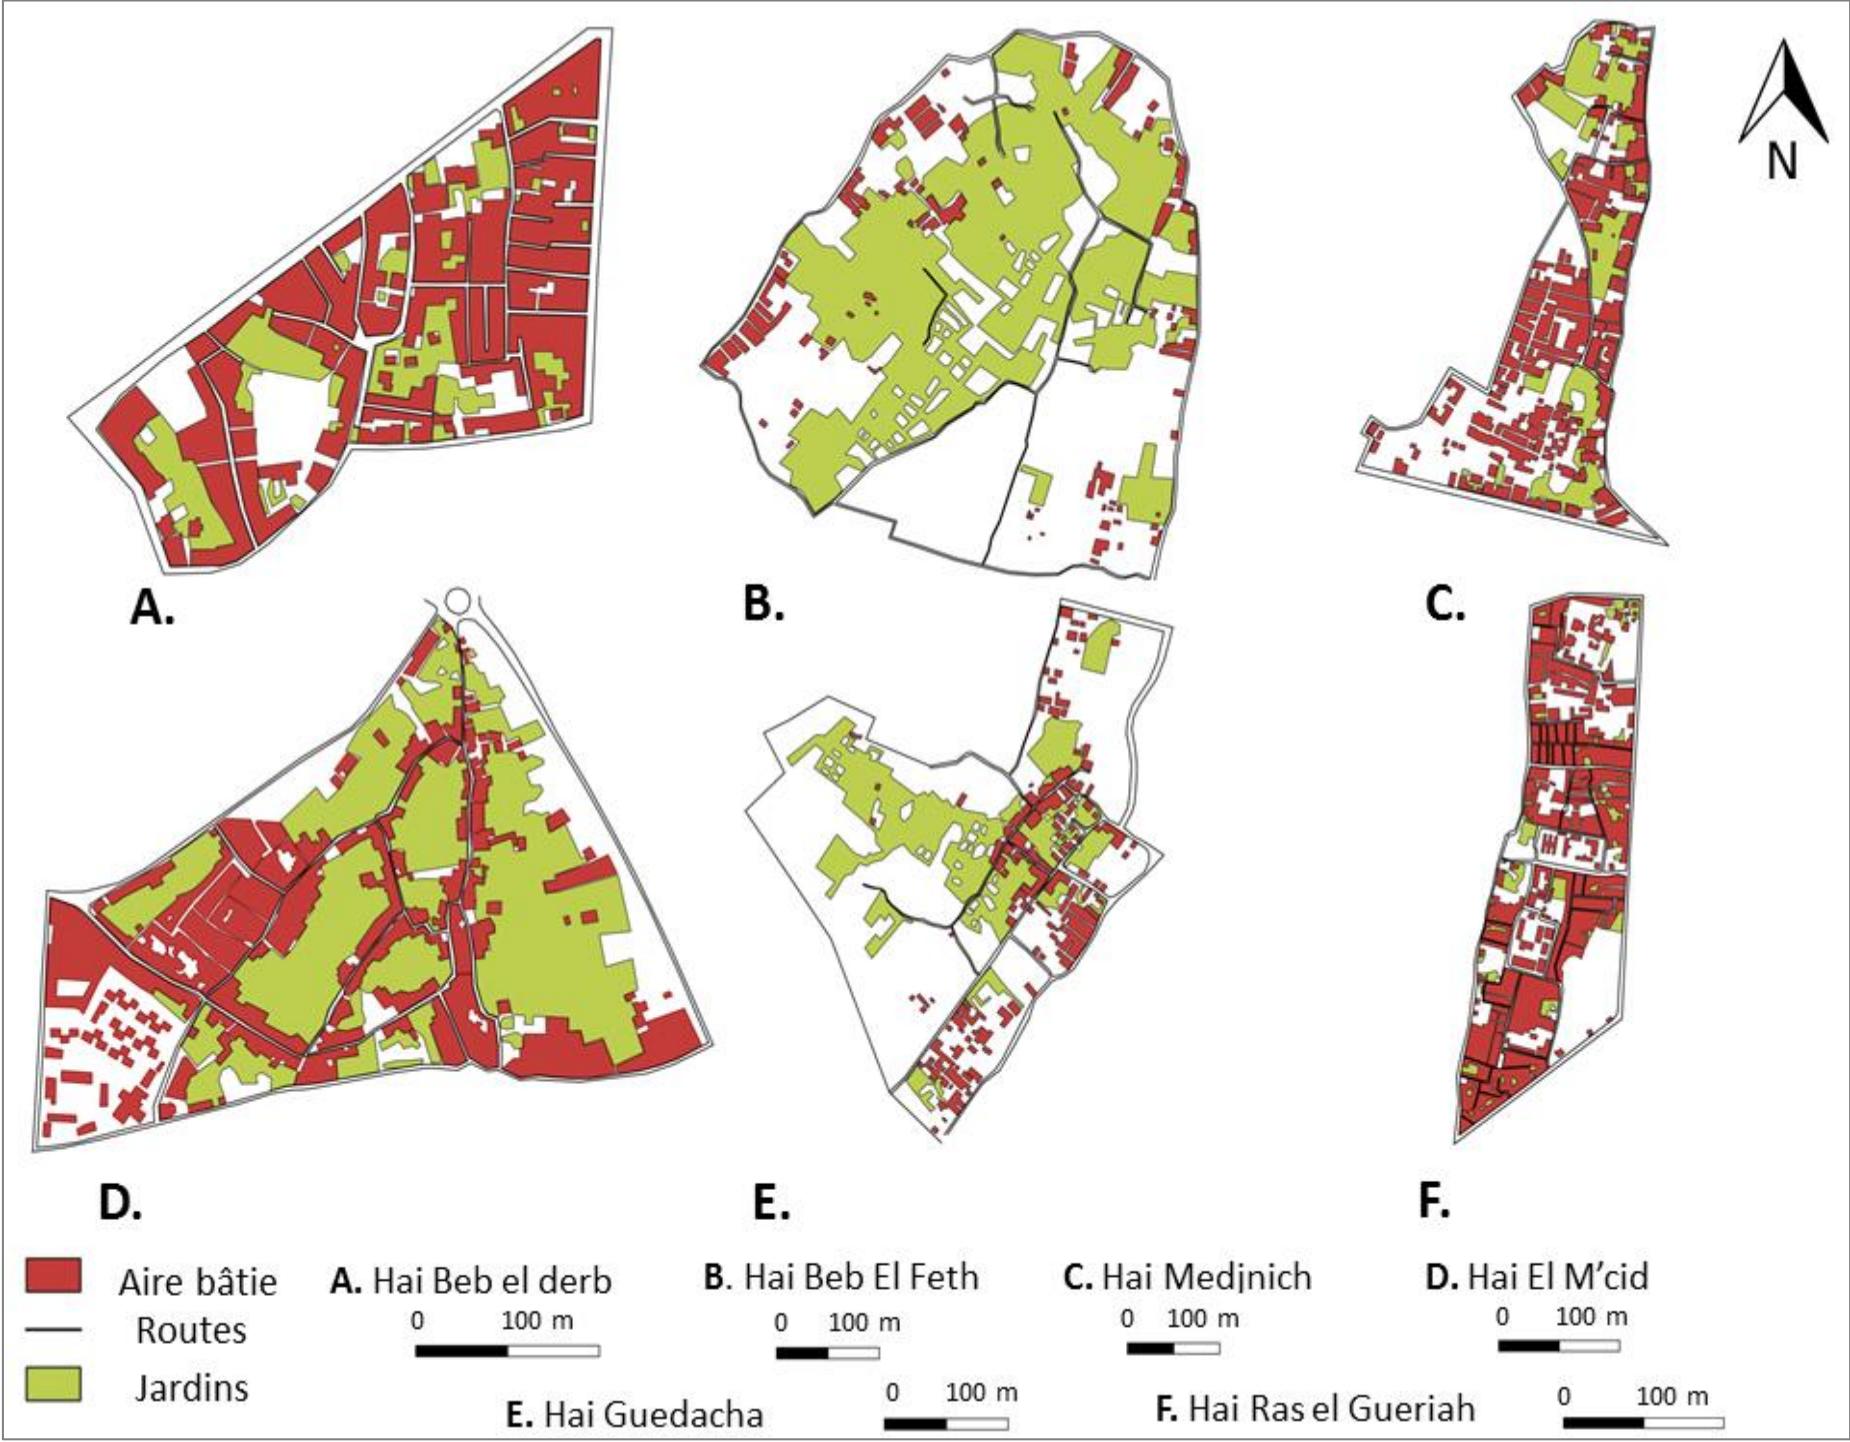 N
A.
B.
C.
D.
E.
F.
Aire bâtie
Routes
Jardins
A. Hai Beb el derb
0 100 m
B. Hai Beb El Feth
0 100 m
C. Hai Medjnich
0 100 m
D. Hai El M’cid
0 100 m
E. Hai Guedacha
0 100 m
F. Hai Ras el Gueriah
0 100 m